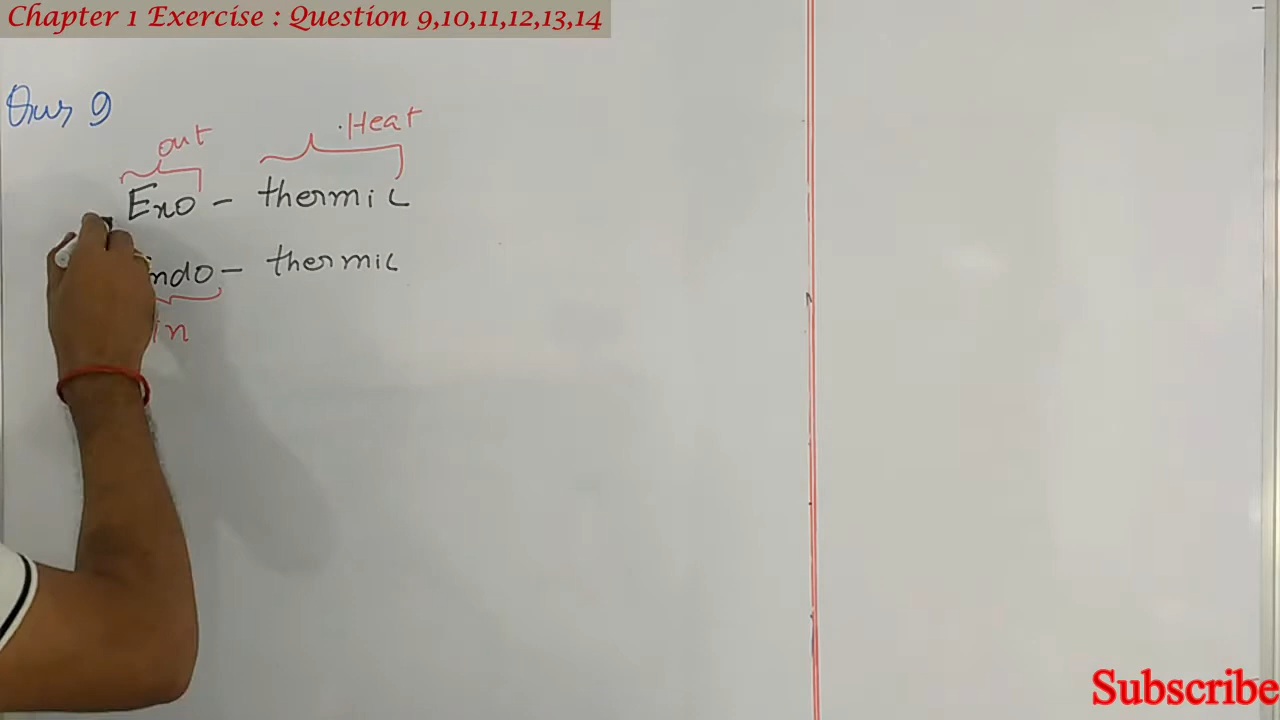 Chapter 1 Exercise : Question 9,10,11,12,13,14
Ques 9
out Heat
Exo - thermic
ndo - thermic
in
Subscribe